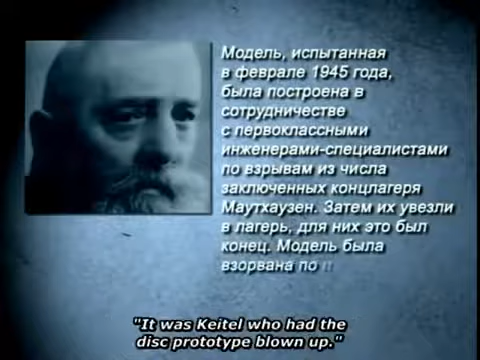 Модель, испытанная
в феврале 1945 года,
была построена в
сотрудничестве
с первоклассными
инженерами-специалистами
по взрывам из числа
заключенных концлагеря
Маутхаузен. Затем их увезли
в лагерь, для них это был
конец. Модель была
взорвана по
"It was Keitel who had the
disc prototype blown up."